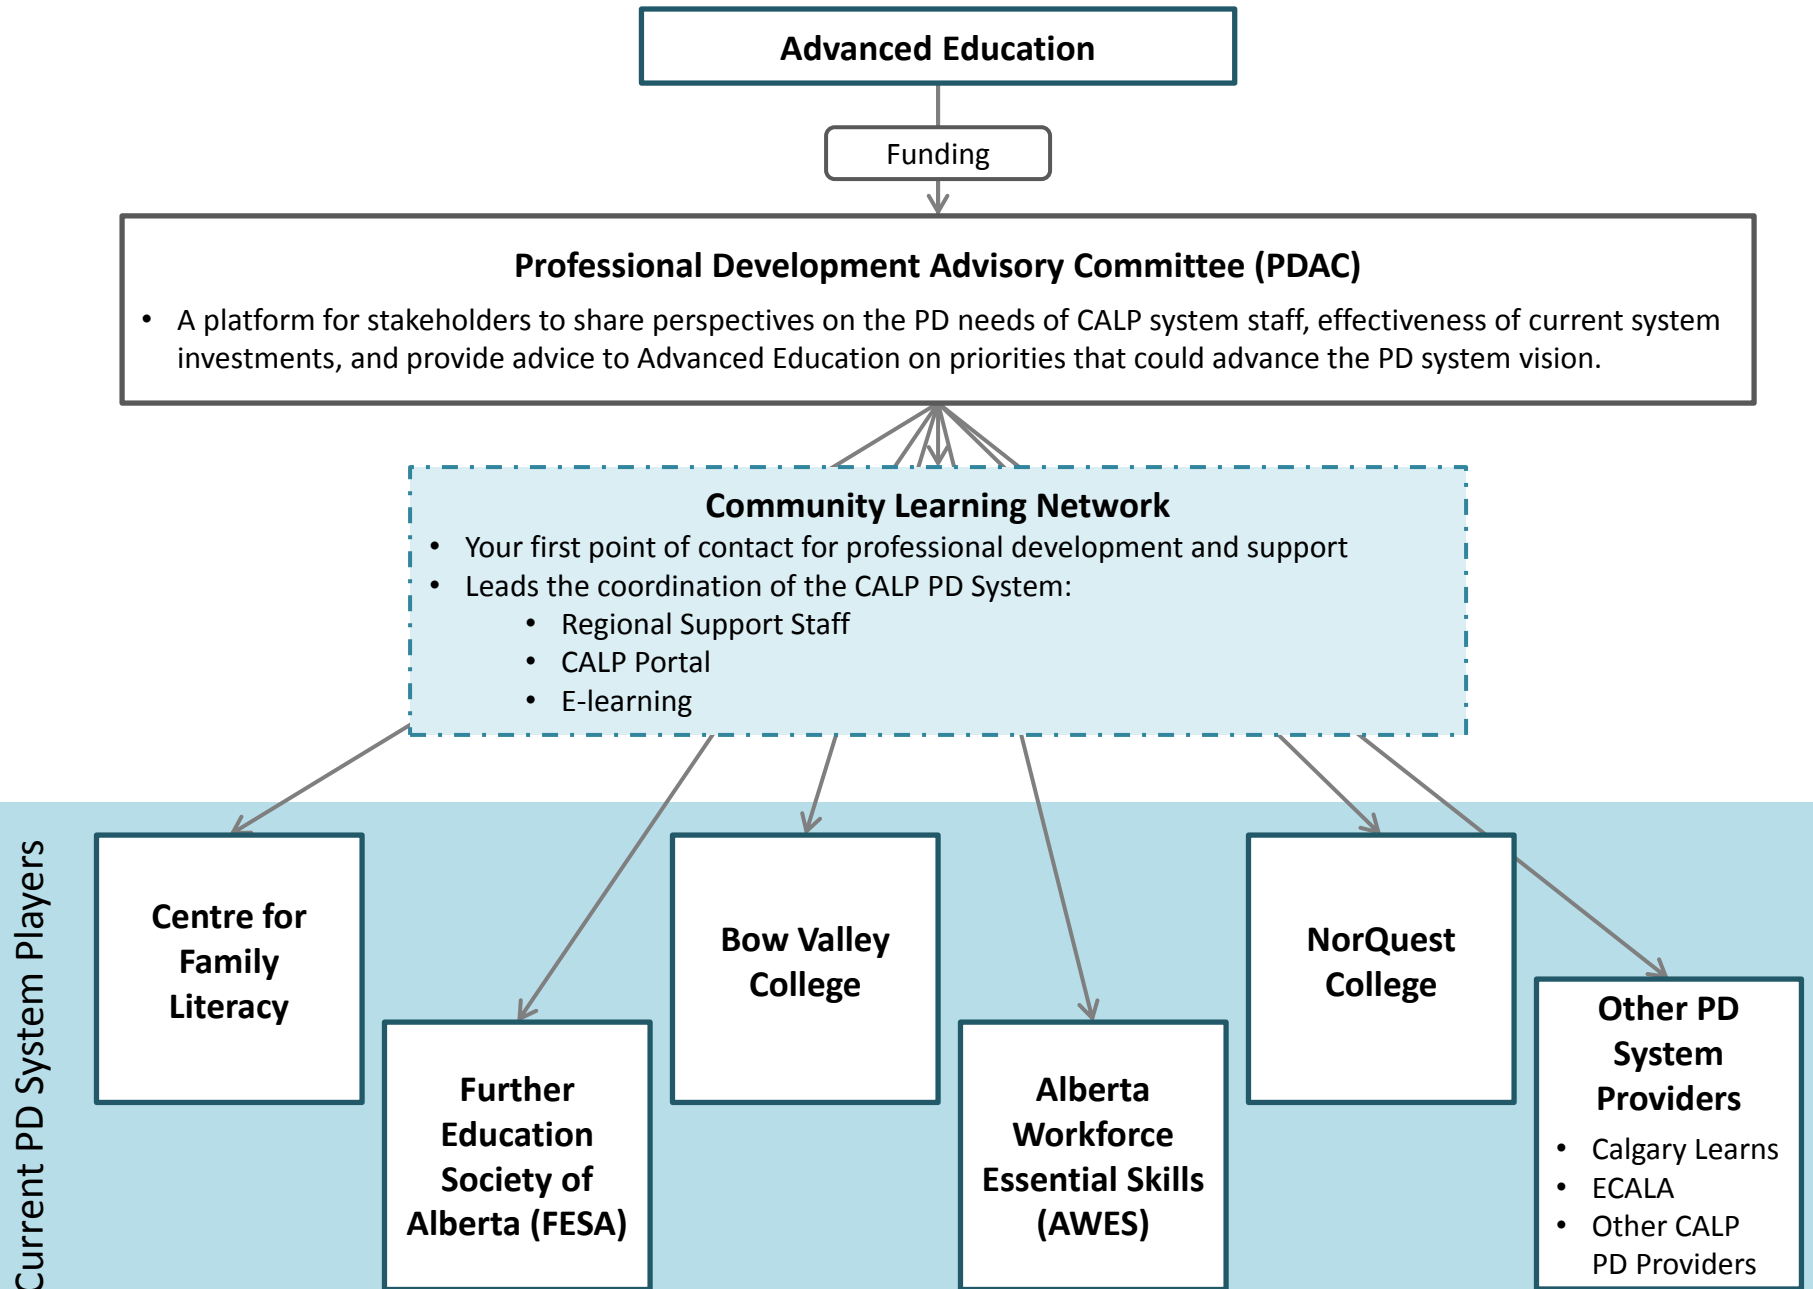 Advanced Education
Funding
Professional Development Advisory Committee (PDAC)
• A platform for stakeholders to share perspectives on the PD needs of CALP system staff, effectiveness of current system
investments, and provide advice to Advanced Education on priorities that could advance the PD system vision.
Community Learning Network
• Your first point of contact for professional development and support
• Leads the coordination of the CALP PD System:
• Regional Support Staff
• CALP Portal
• E-learning
Current PD System Players
Centre for
Family
Literacy
Further
Education
Society of
Alberta (FESA)
Bow Valley
College
Alberta
Workforce
Essential Skills
(AWES)
NorQuest
College
Other PD
System
Providers
• Calgary Learns
• ECALA
• Other CALP
PD Providers